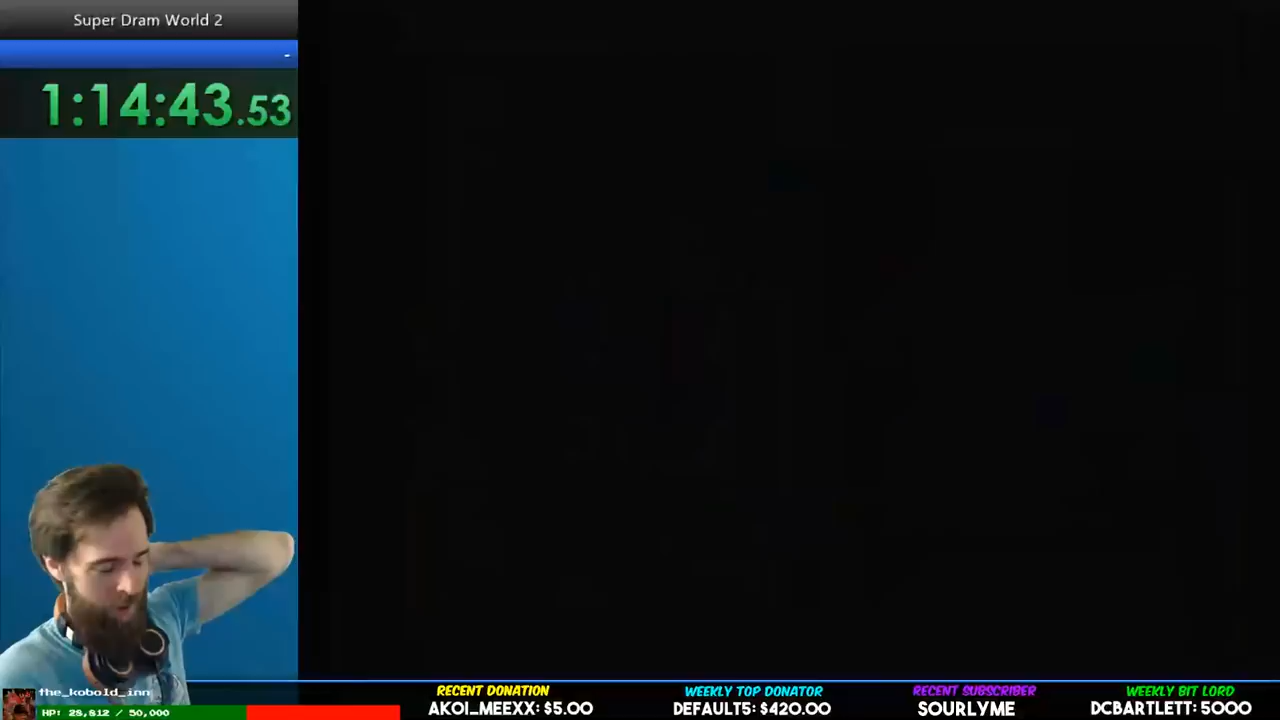 Super Dram World 2
-
1:14:43.53
the_kobold_inn
HP: 28,812 / 50,000
RECENT DONATION
AKOI_MEEXX: $5.00
WEEKLY TOP DONATOR
DEFAULT5: $420.00
RECENT SUBSCRIBER
SOURLYME
WEEKLY BIT LORD
DCBARTLETT: 5000